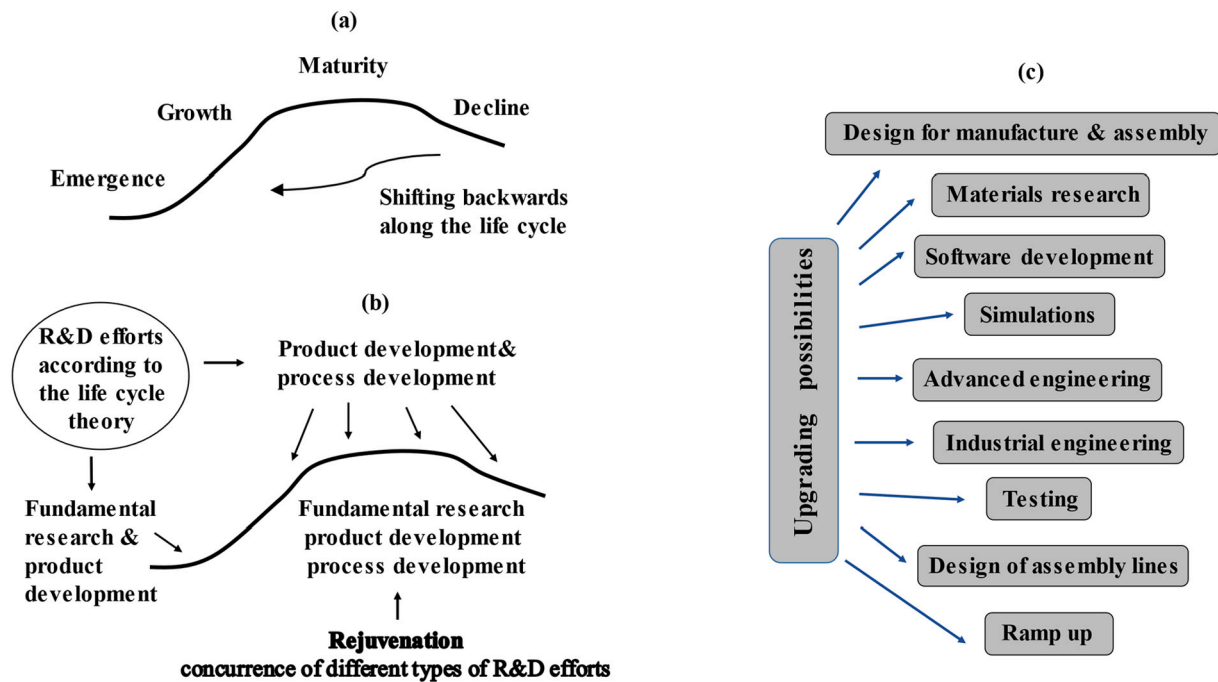 (a)
Maturity
Growth
Decline
Emergence
Shifting backwards
along the life cycle
(b)
R&D efforts
according to
the life cycle
theory
Product development&
process development
Fundamental
research &
product
development
Fundamental research
product development
process development
Rejuvenation
concurrence of different types of R&D efforts
(c)
Upgrading possibilities
Design for manufacture & assembly
Materials research
Software development
Simulations
Advanced engineering
Industrial engineering
Testing
Design of assembly lines
Ramp up